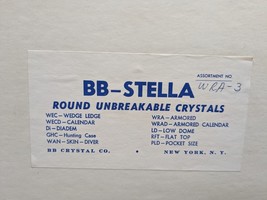 ASSORTMENT NO.
WRA-3
BB-STELLA
ROUND UNBREAKABLE CRYSTALS
WEC-WEDGE LEDGE
WRA-ARMORED
WECD-CALENDAR
WRAD-ARMORED CALENDAR
DI-DIADEM
LD-LOW DOME
GHC-Hunting Case
RFT-FLAT TOP
WAN-SKIN-DIVER
PLD-POCKET SIZE
BB CRYSTAL CO. • NEW YORK, N. Y.